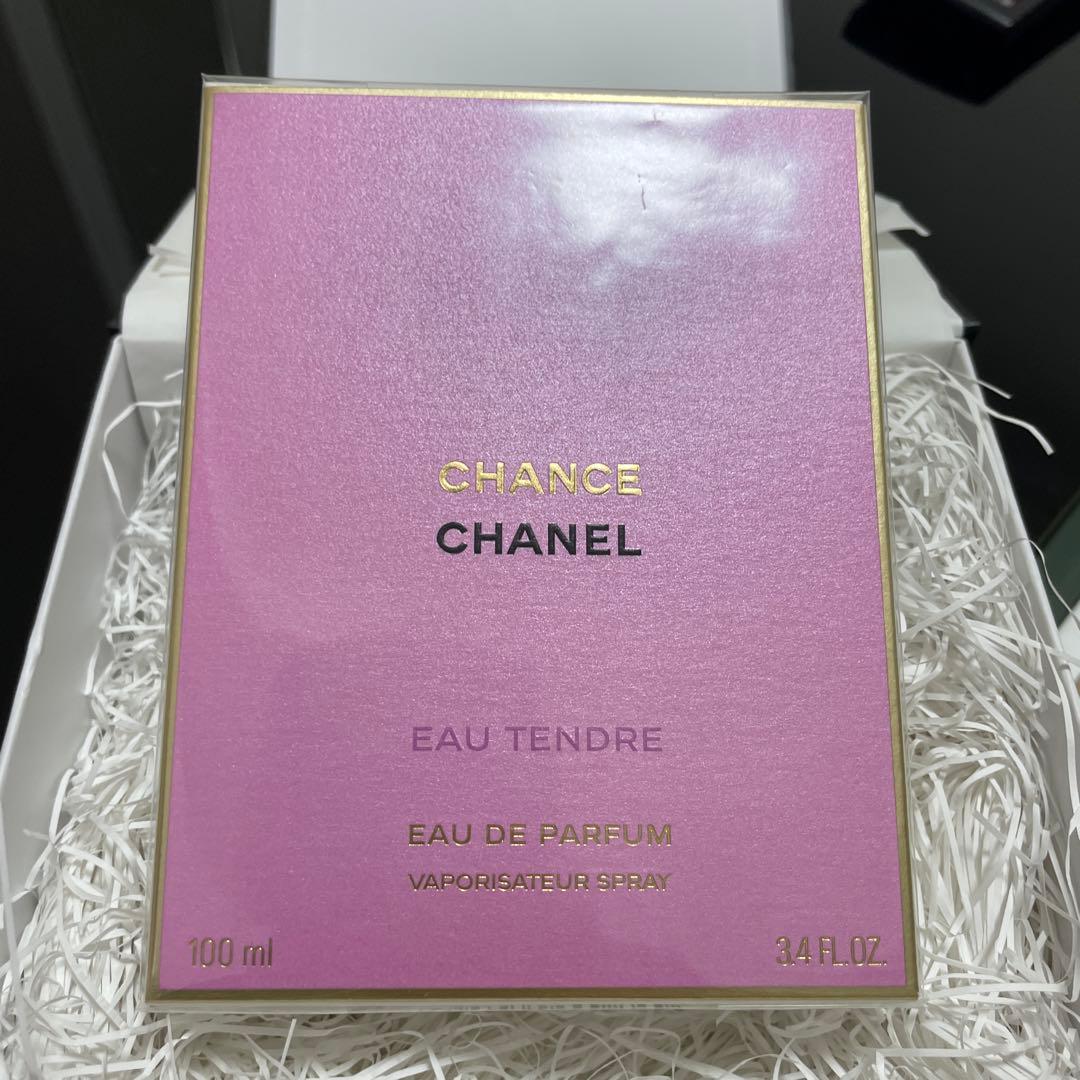 CHANCE
CHANEL
EAU TENDRE
EAU DE PARFUM
VAPORISATEUR SPRAY
100 ml 3.4 FL.OZ.